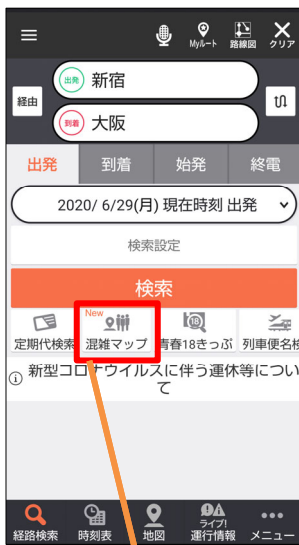 Myルート 路線図 クリア
出発 新宿
経由
到着 大阪
出発 到着 始発 終電
2020/ 6/29(月) 現在時刻 出発
検索設定
検索
New
定期代検索 混雑マップ 青春18きっぷ 列車便名検
18
新型コロナウイルスに伴う運休等につい
て
経路検索 時刻表 地図 ライブ!
運行情報 メニュー